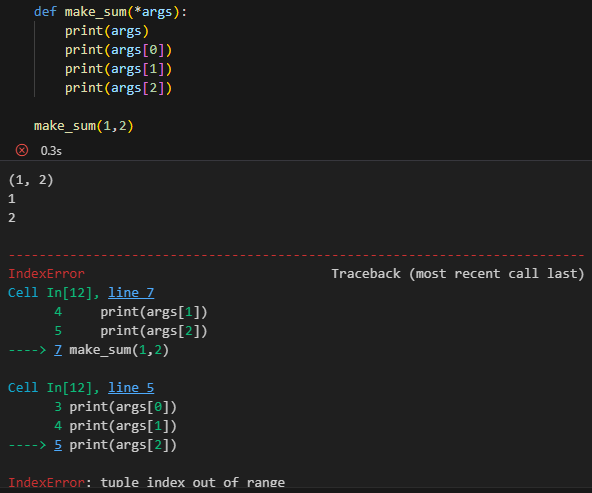 def make_sum(*args):
    print(args)
    print(args[0])
    print(args[1])
    print(args[2])
make_sum(1,2)
0.3s
(1, 2)
1
2
---------------------------------------------------------------------------
IndexError                                Traceback (most recent call last)
Cell In[12], line 7
      4     print(args[1])
      5     print(args[2])
----> 7 make_sum(1,2)
Cell In[12], line 5
      3 print(args[0])
      4 print(args[1])
----> 5 print(args[2])
IndexError: tuple index out of range